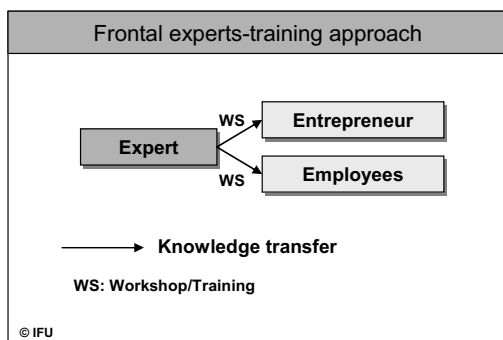 Frontal experts-training approach
WS
Entrepreneur
Expert
WS
Employees
Knowledge transfer
WS: Workshop/Training
© IFU